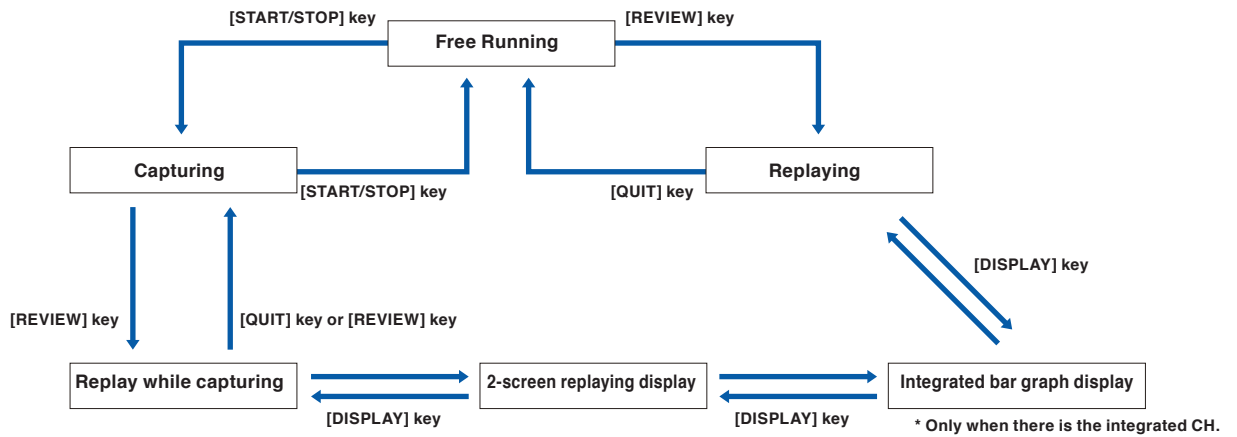 [START/STOP] key
[REVIEW] key
Free Running
Capturing
Replaying
[START/STOP] key
[QUIT] key
[DISPLAY] key
[REVIEW] key
[QUIT] key or [REVIEW] key
Replay while capturing
2-screen replaying display
Integrated bar graph display
[DISPLAY] key
[DISPLAY] key
* Only when there is the integrated CH.